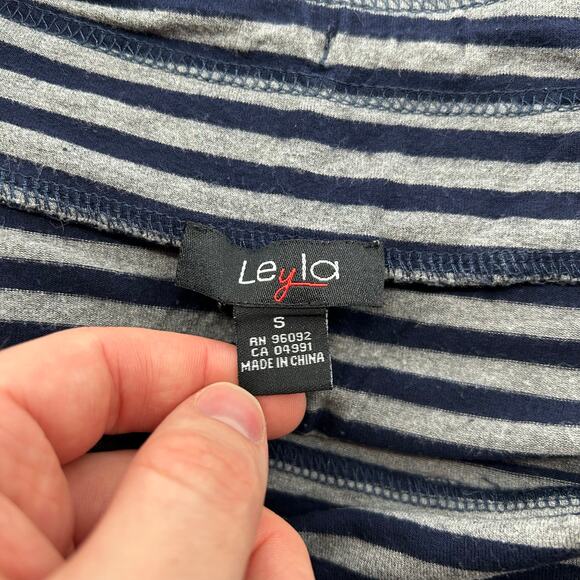 Leyla
S
RN 96092
CA 04991
MADE IN CHINA